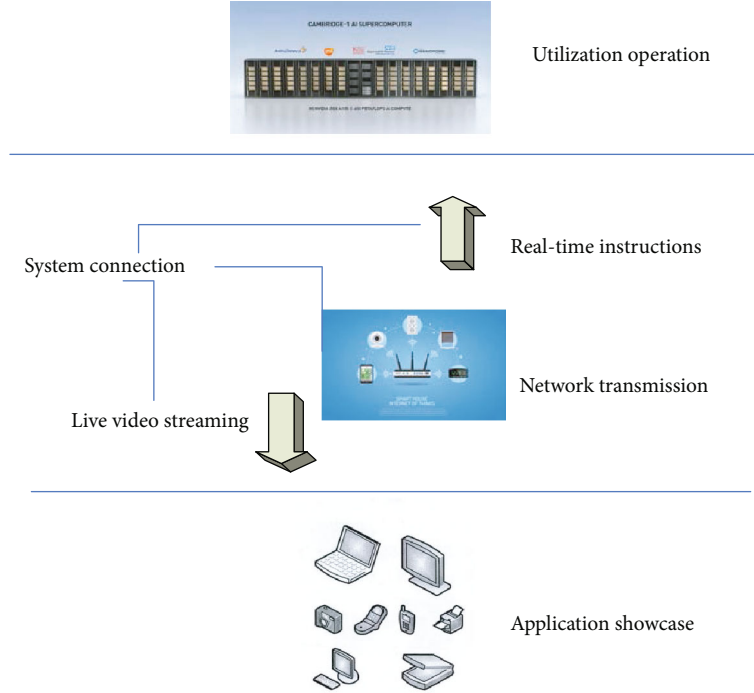 CAMBRIDGE-1 AI SUPERCOMPUTER
Utilization operation
Real-time instructions
System connection
SMART HOUSE
INTERNET OF THINGS
Network transmission
Live video streaming
Application showcase